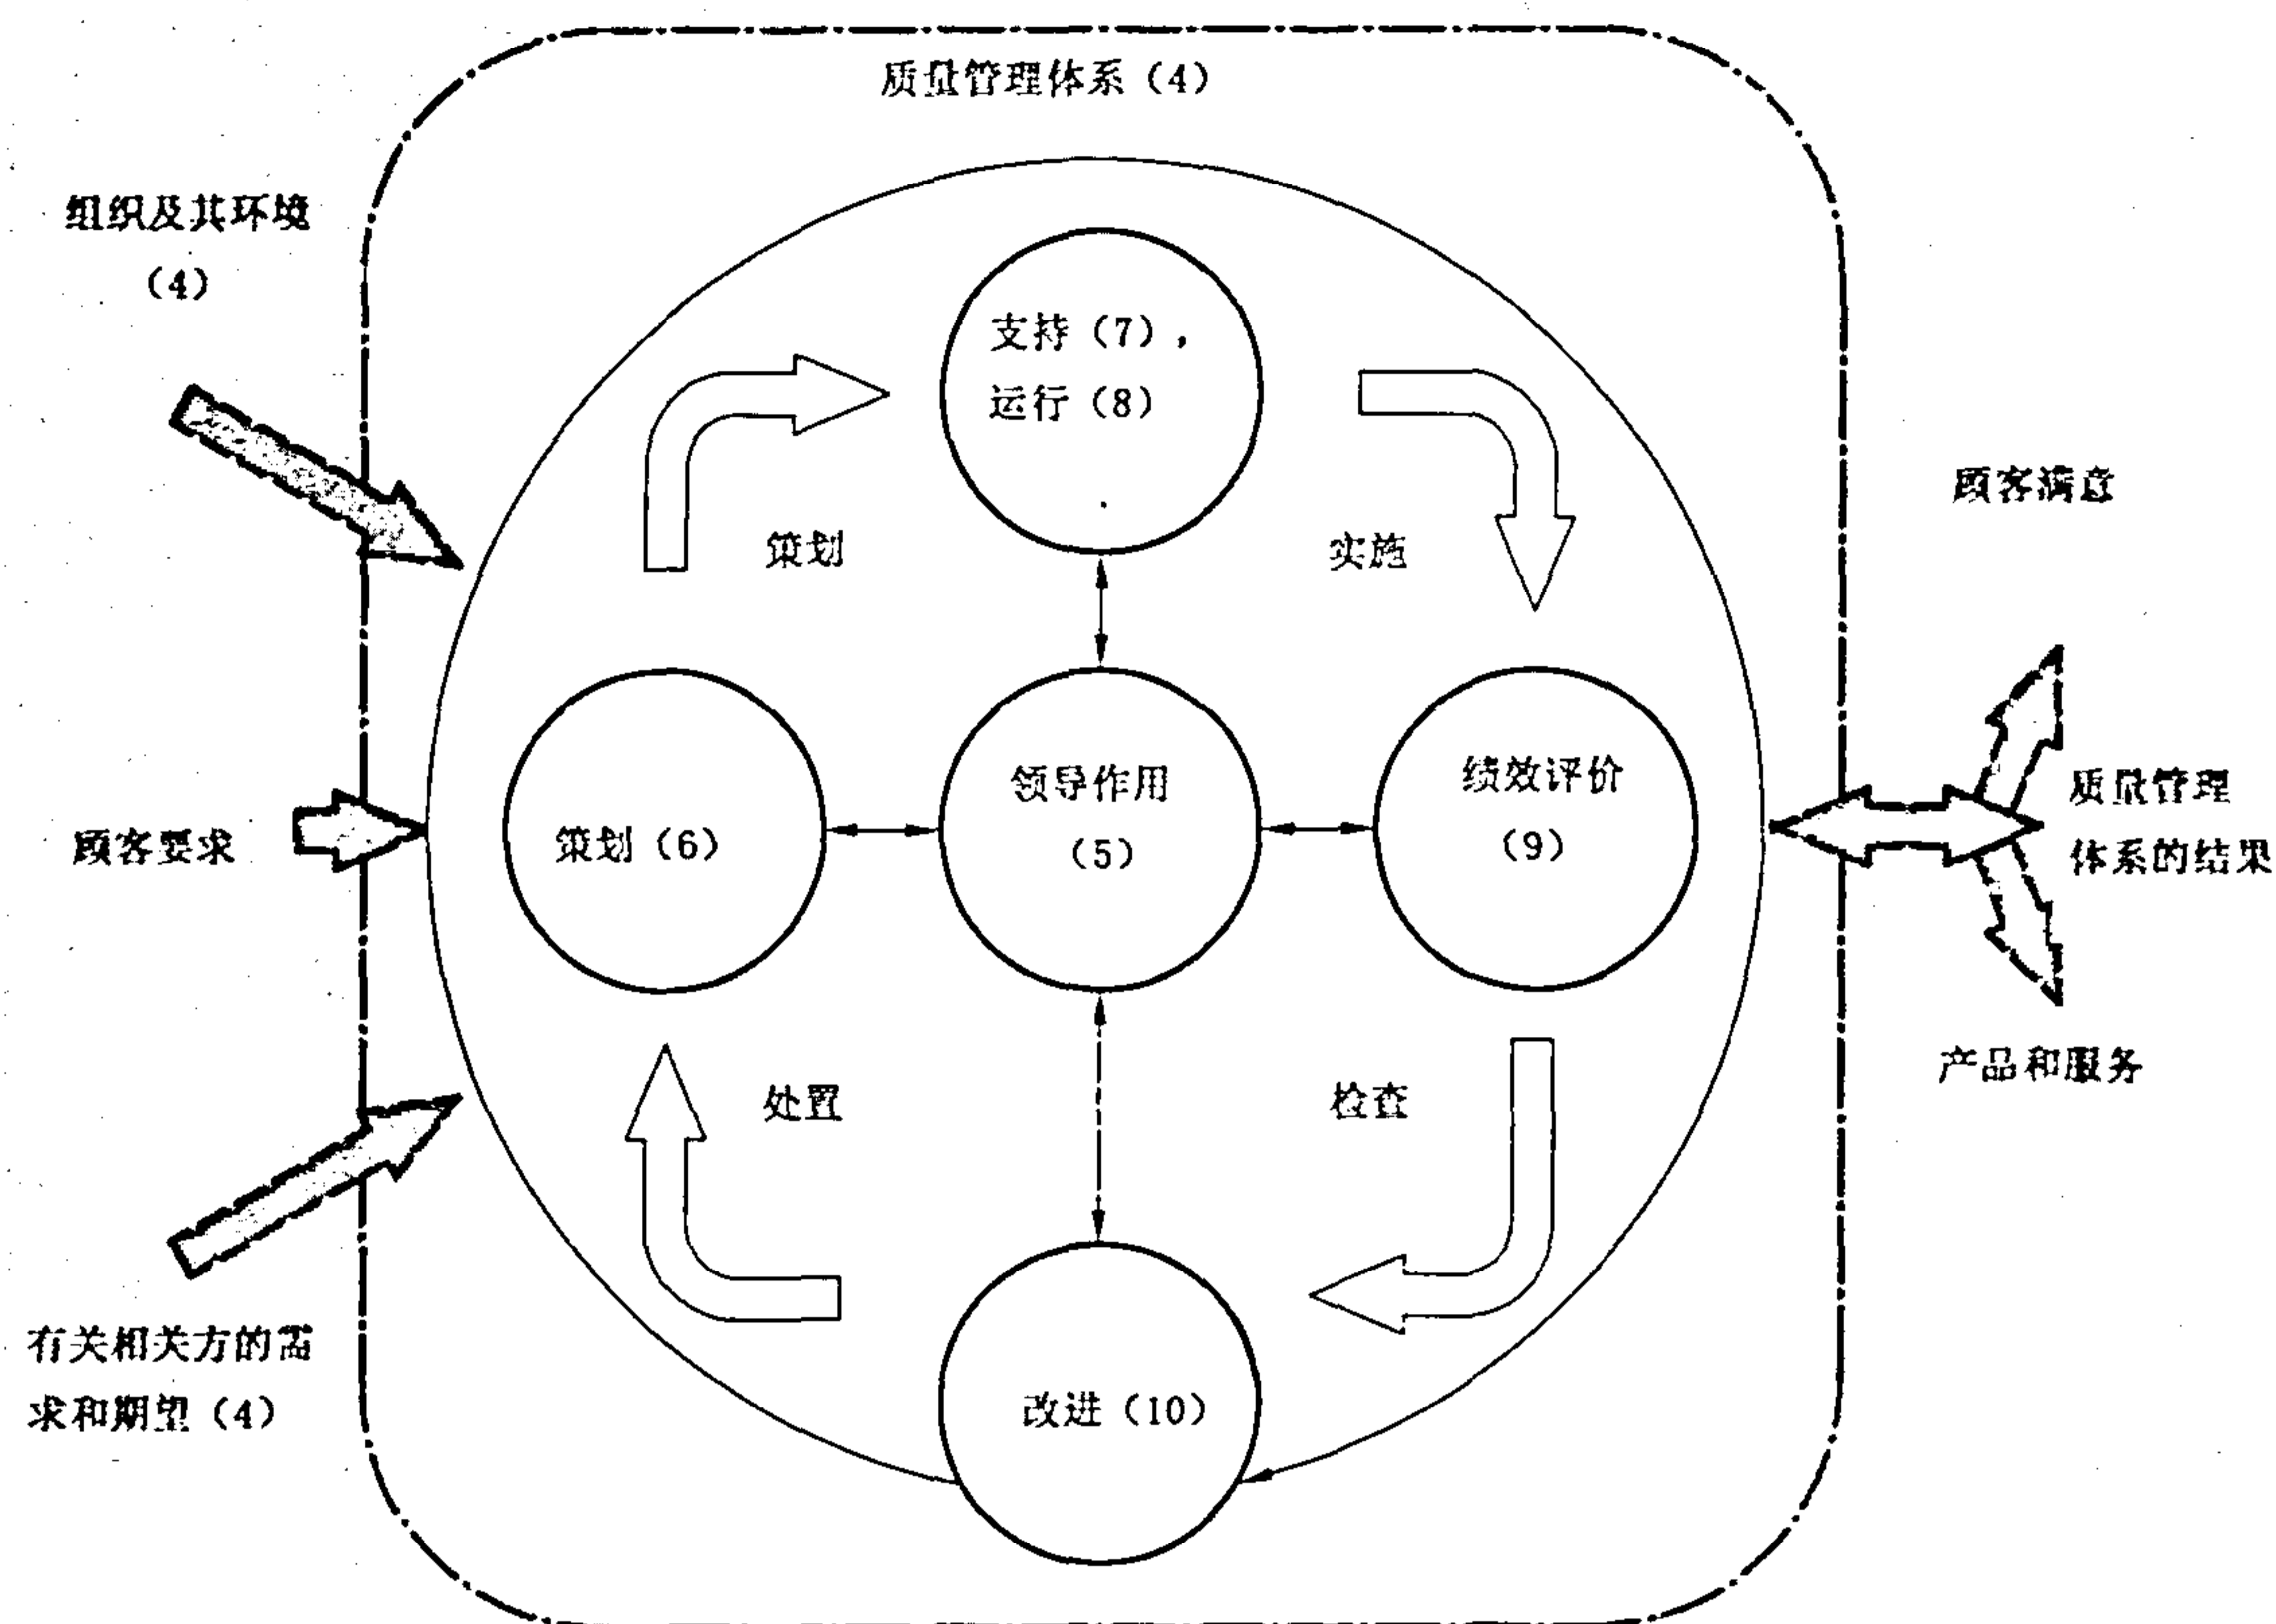 质量管理体系（4）
组织及其环境
（4）
支持（7），
运行（8）
顾客满意
策划
实施
绩效评价
（9）
领导作用
（5）
策划（6）
顾客要求
质量管理
体系的结果
处置
检查
产品和服务
有关相关方的需
求和期望（4）
改进（10）